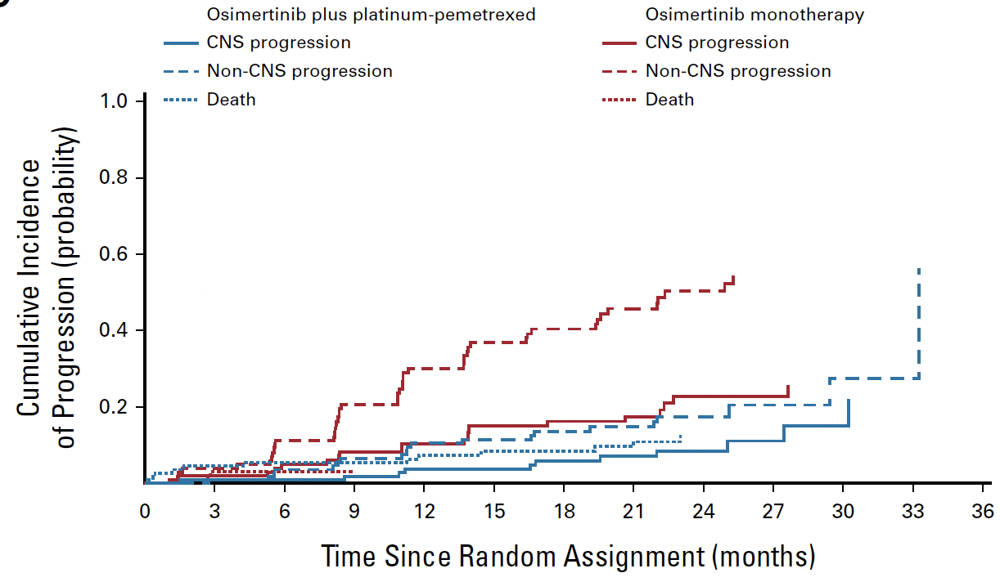 Osimertinib plus platinum-pemetrexed
CNS progression
Non-CNS progression
Death
Osimertinib monotherapy
CNS progression
Non-CNS progression
Death
Cumulative Incidence
of Progression (probability)
1.0
0.8
0.6
0.4
0.2
0
3
6
9
12
15
18
21
24
27
30
33
36
Time Since Random Assignment (months)